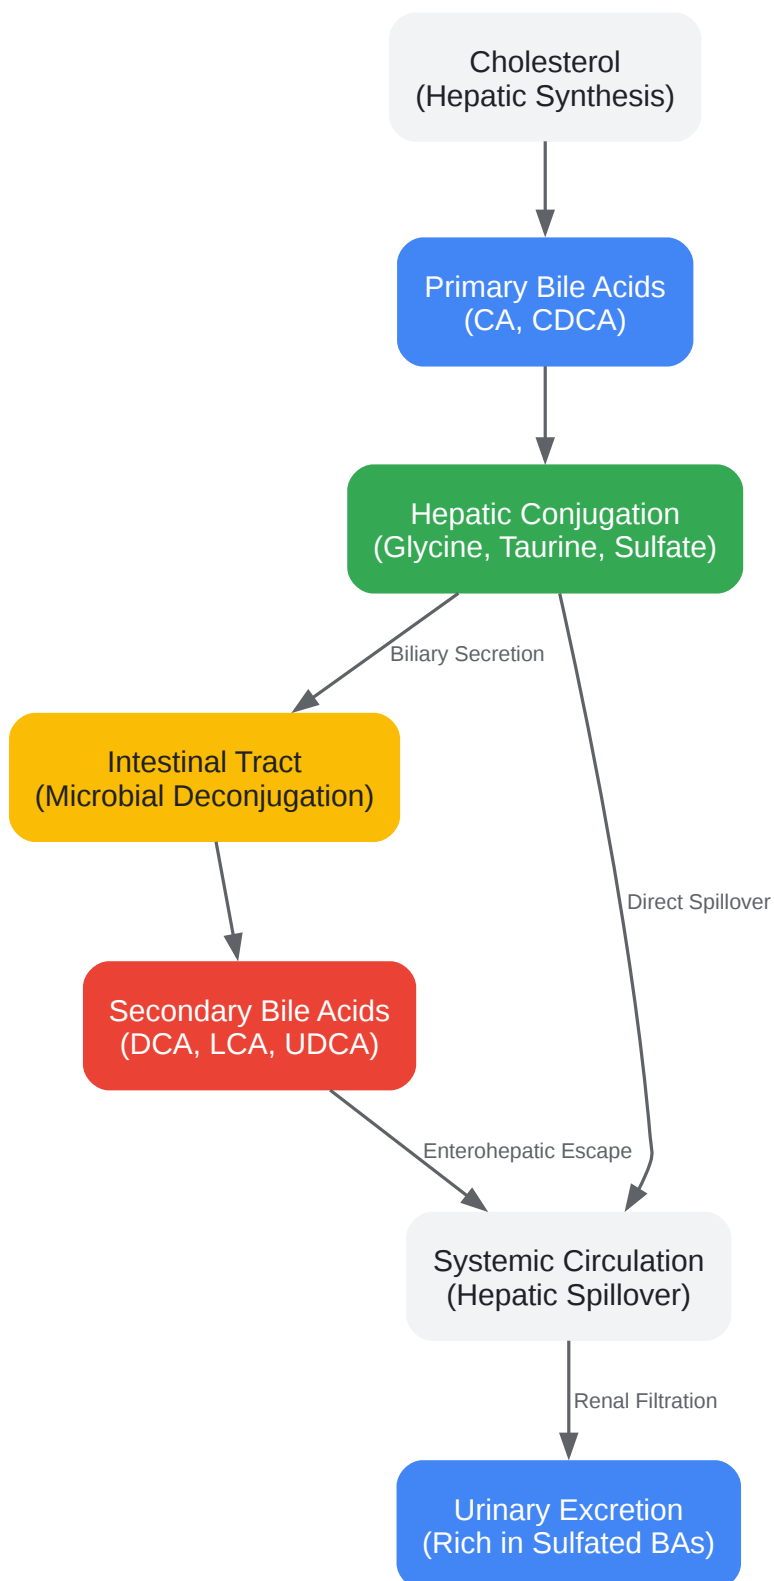 Cholesterol
(Hepatic Synthesis)
Primary Bile Acids
(CA, CDCA)
Hepatic Conjugation
(Glycine, Taurine, Sulfate)
Biliary Secretion
Intestinal Tract
(Microbial Deconjugation)
Direct Spillover
Secondary Bile Acids
(DCA, LCA, UDCA)
Enterohepatic Escape
Systemic Circulation
(Hepatic Spillover)
Renal Filtration
Urinary Excretion
(Rich in Sulfated BAs)